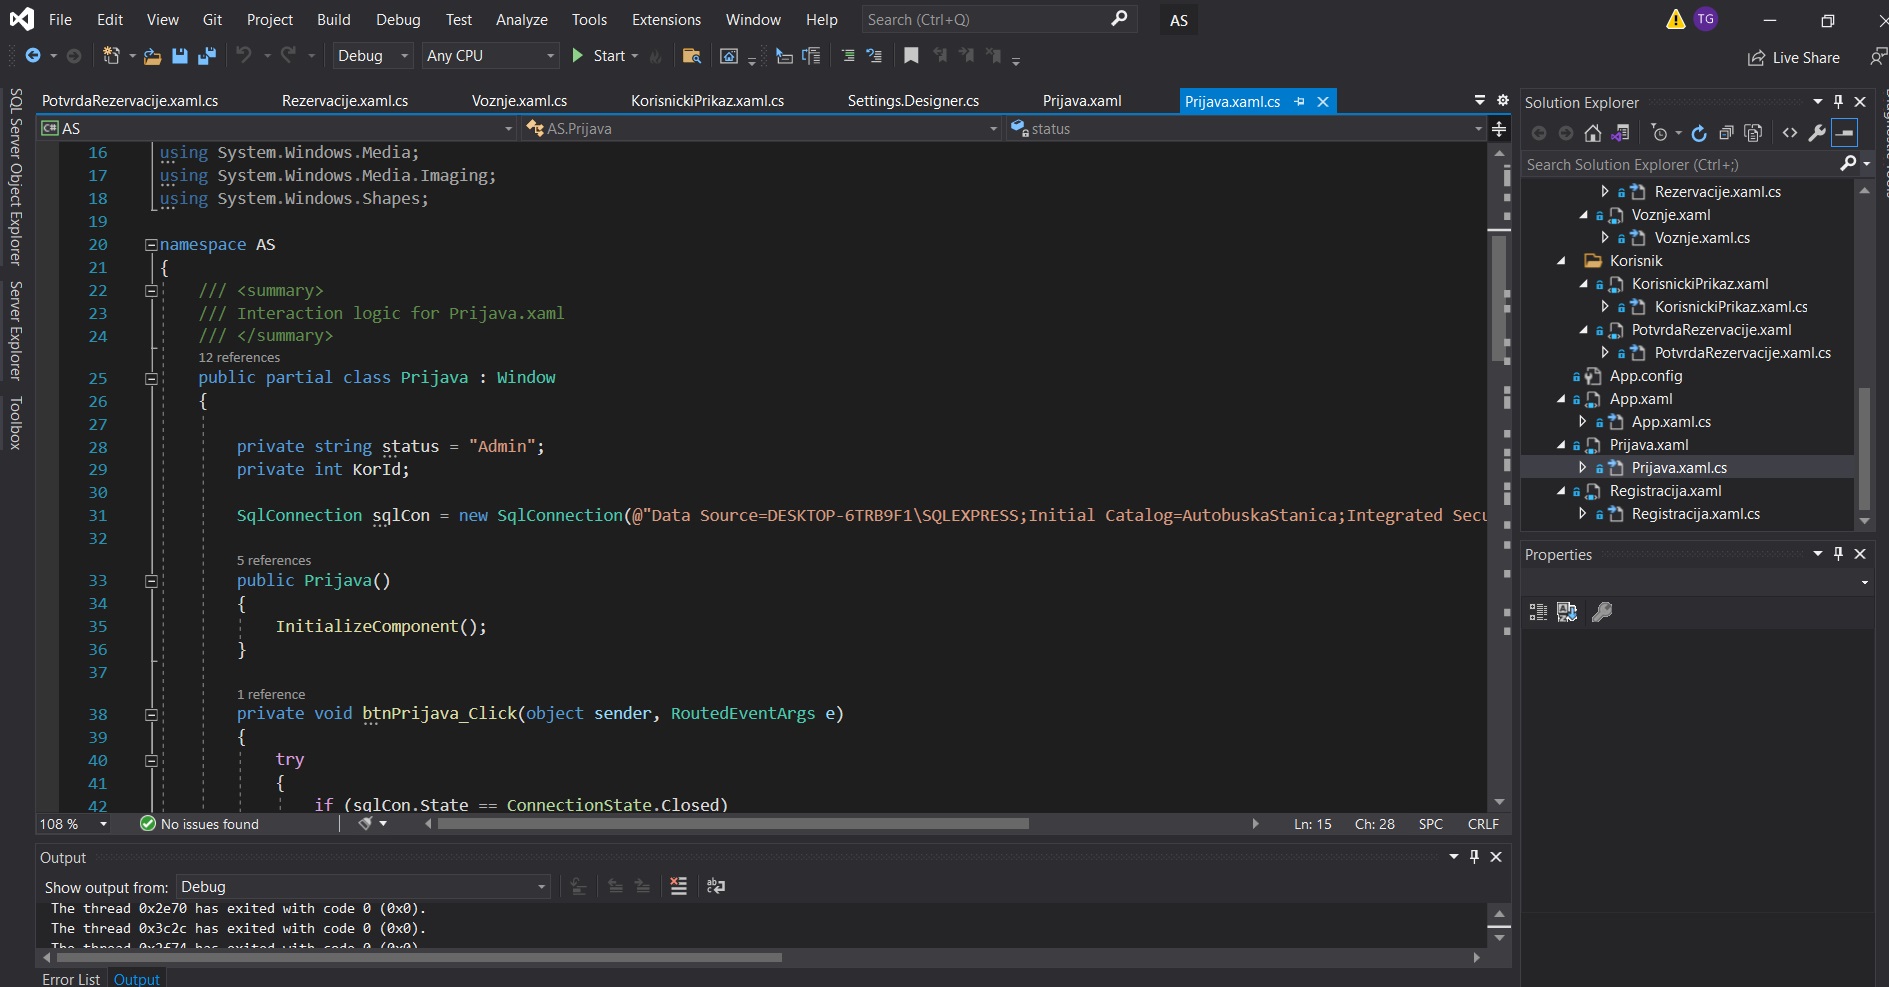 File Edit View Git Project Build Debug Test Analyze Tools Extensions Window Help Search (Ctrl+Q) AS TG
Debug Any CPU Start Live Share
SQL Server Object Explorer
Server Explorer
Toolbox
PotvrdaRezervacije.xaml.cs Rezervacije.xaml.cs Voznje.xaml.cs KorisnickiPrikaz.xaml.cs Settings.Designer.cs Prijava.xaml Prijava.xaml.cs
C# AS AS.Prijava status
16 using System.Windows.Media;
17 using System.Windows.Media.Imaging;
18 using System.Windows.Shapes;
19
20 namespace AS
21 {
22 /// <summary>
23 /// Interaction logic for Prijava.xaml
24 /// </summary>
12 references
25 public partial class Prijava : Window
26 {
27
28 private string status = "Admin";
29 private int KorId;
30
31 SqlConnection sqlCon = new SqlConnection(@"Data Source=DESKTOP-6TRB9F1\SQLEXPRESS;Initial Catalog=AutobuskaStanica;Integrated Secu
32
5 references
33 public Prijava()
34 {
35 InitializeComponent();
36 }
37
1 reference
38 private void btnPrijava_Click(object sender, RoutedEventArgs e)
39 {
40 try
41 {
42 if (sqlCon.State == ConnectionState.Closed)
108 % No issues found Ln: 15 Ch: 28 SPC CRLF
Output
Show output from: Debug
The thread 0x2e70 has exited with code 0 (0x0).
The thread 0x3c2c has exited with code 0 (0x0).
The thread 0x2f74 has exited with code 0 (0x0).
Error List Output
Solution Explorer
Search Solution Explorer (Ctrl+;)
Rezervacije.xaml.cs
Voznje.xaml
Voznje.xaml.cs
Korisnik
KorisnickiPrikaz.xaml
KorisnickiPrikaz.xaml.cs
PotvrdaRezervacije.xaml
PotvrdaRezervacije.xaml.cs
App.config
App.xaml
App.xaml.cs
Prijava.xaml
Prijava.xaml.cs
Registracija.xaml
Registracija.xaml.cs
Properties